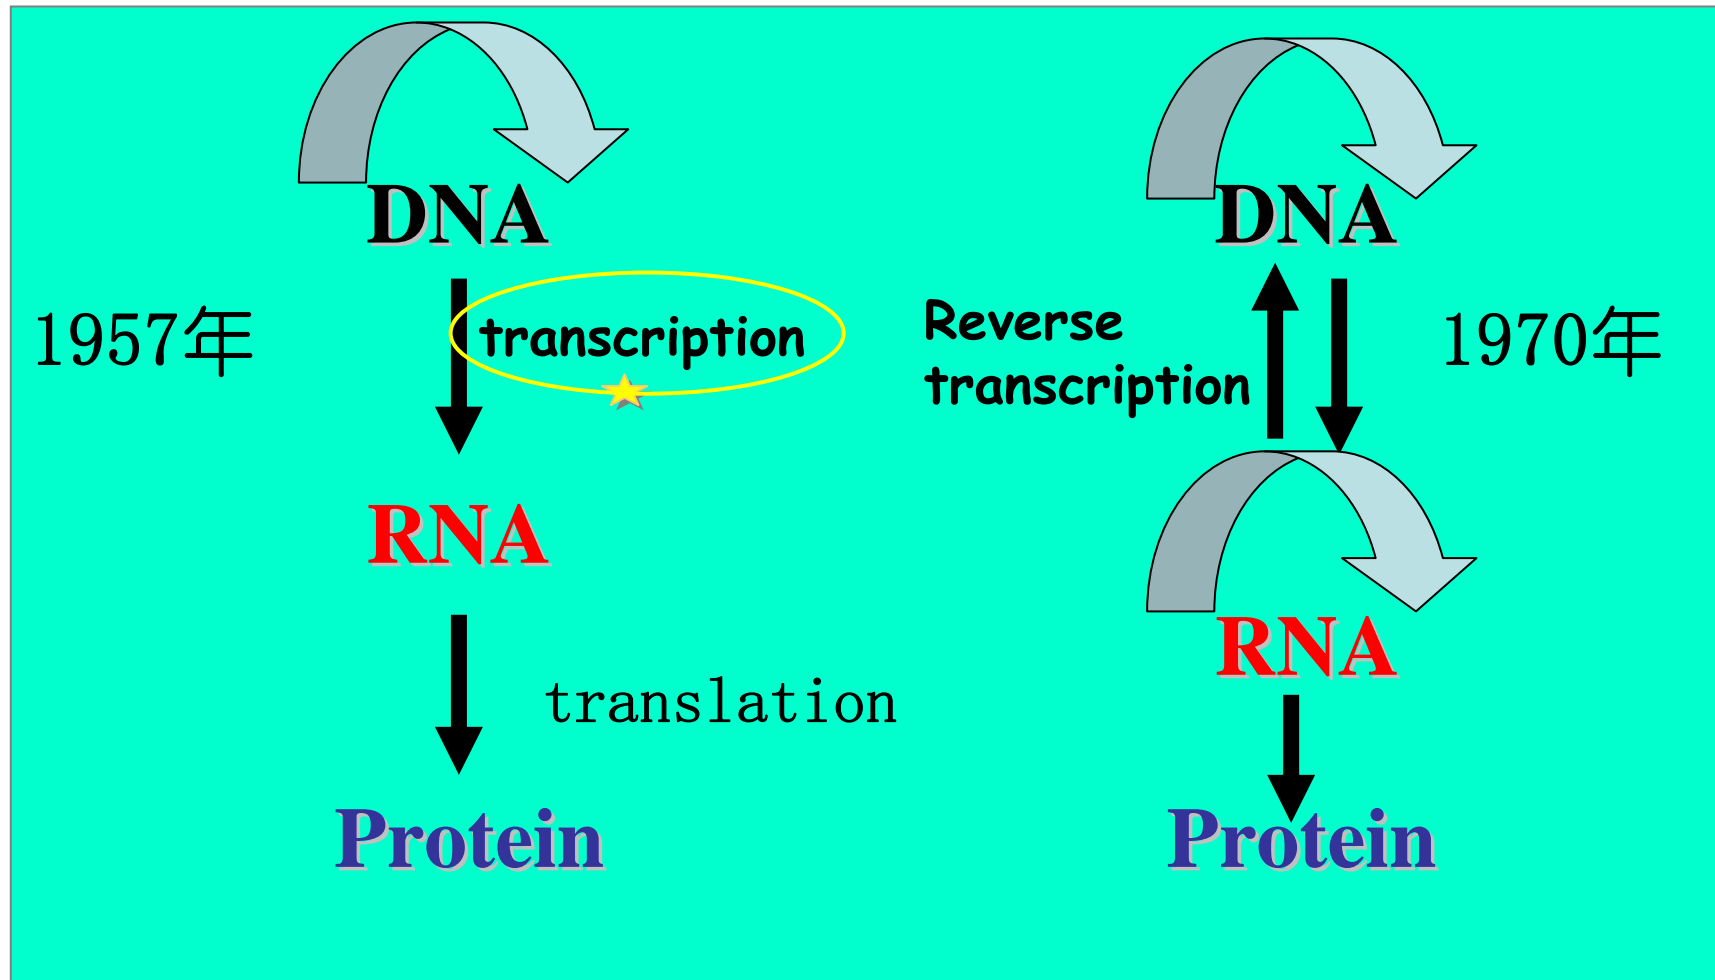 DNA
1957年
transcription
RNA
translation
Protein
DNA
Reverse
transcription
1970年
RNA
Protein